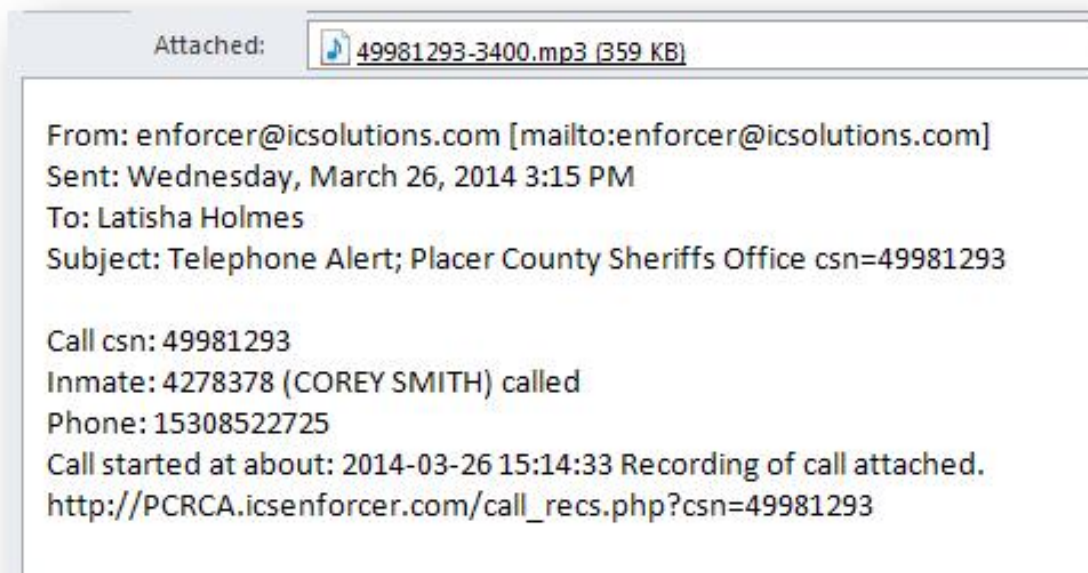 Attached: 49981293-3400.mp3 (359 KB)
From: enforcer@icsolutions.com [mailto:enforcer@icsolutions.com]
Sent: Wednesday, March 26, 2014 3:15 PM
To: Latisha Holmes
Subject: Telephone Alert; Placer County Sheriffs Office csn=49981293
Call csn: 49981293
Inmate: 4278378 (COREY SMITH) called
Phone: 15308522725
Call started at about: 2014-03-26 15:14:33 Recording of call attached.
http://PCRCA.icsenforcer.com/call_recs.php?csn=49981293